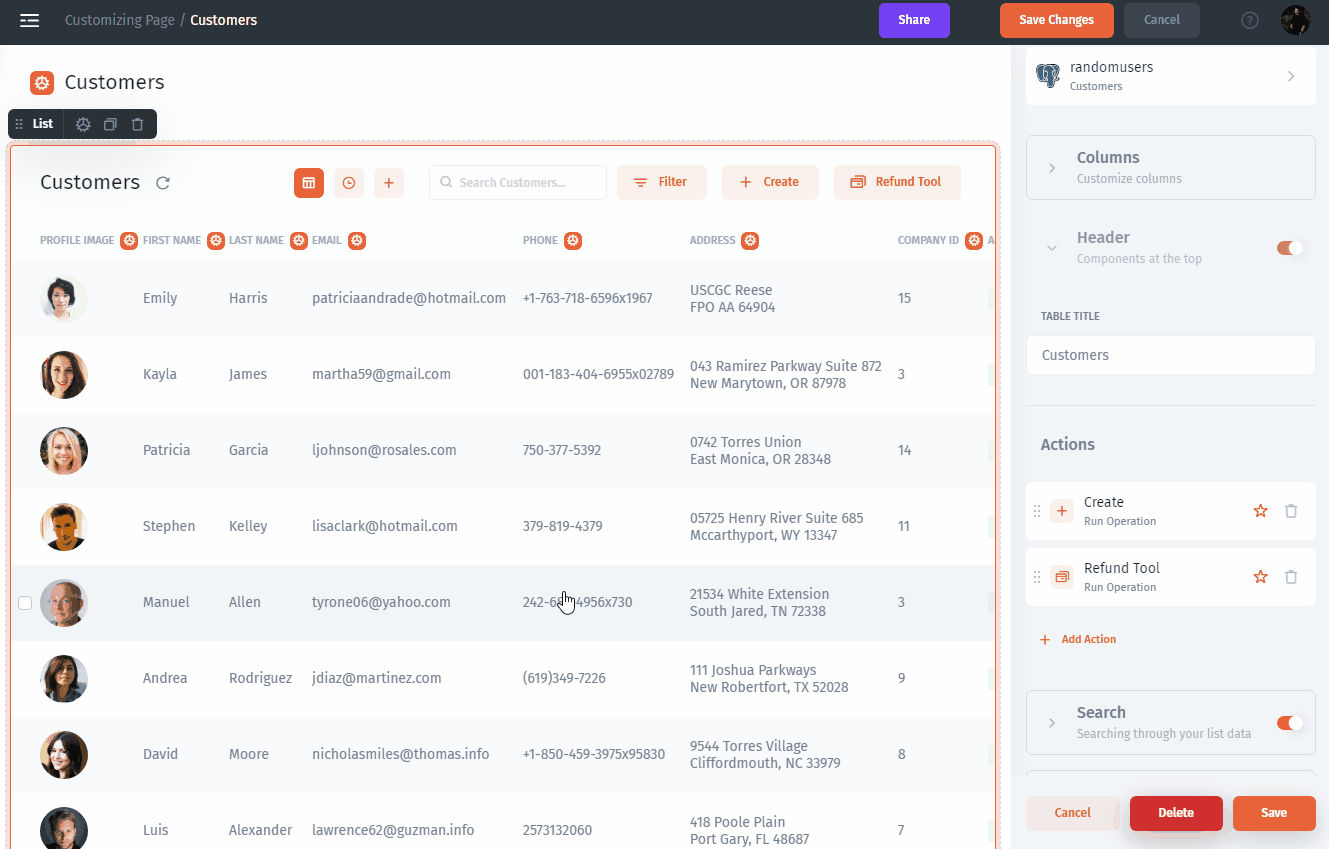 Customizing Page / Customers
Share
Save Changes
Cancel
?
Customers
List
randomusers
Customers
Customers
Search Customers...
Filter
Create
Refund Tool
PROFILE IMAGE FIRST NAME LAST NAME EMAIL PHONE ADDRESS COMPANY ID A
Emily Harris patriciaandrade@hotmail.com +1-763-718-6596x1967 USCGC Reese 15
FPO AA 64904
Kayla James martha59@gmail.com 001-183-404-6955x02789 043 Ramirez Parkway Suite 872 3
New Marytown, OR 87978
Patricia Garcia ljohnson@rosales.com 750-377-5392 0742 Torres Union 14
East Monica, OR 28348
Stephen Kelley lisaclark@hotmail.com 379-819-4379 05725 Henry River Suite 685 11
Mccarthyport, WY 13347
Manuel Allen tyrone06@yahoo.com 21534 White Extension 3
South Jared, TN 72338
Andrea Rodriguez jdiaz@martinez.com (619)349-7226 111 Joshua Parkways 9
New Robertfort, TX 52028
David Moore nicholasmiles@thomas.info +1-850-459-3975x95830 9544 Torres Village 8
Cliffordmouth, NC 33979
Luis Alexander lawrence62@guzman.info 2573132060 418 Poole Plain 7
Port Gary, FL 48687
Columns
Customize columns
Header
Components at the top
TABLE TITLE
Customers
Actions
Create
Run Operation
Refund Tool
Run Operation
Add Action
Search
Searching through your list data
Cancel
Delete
Save